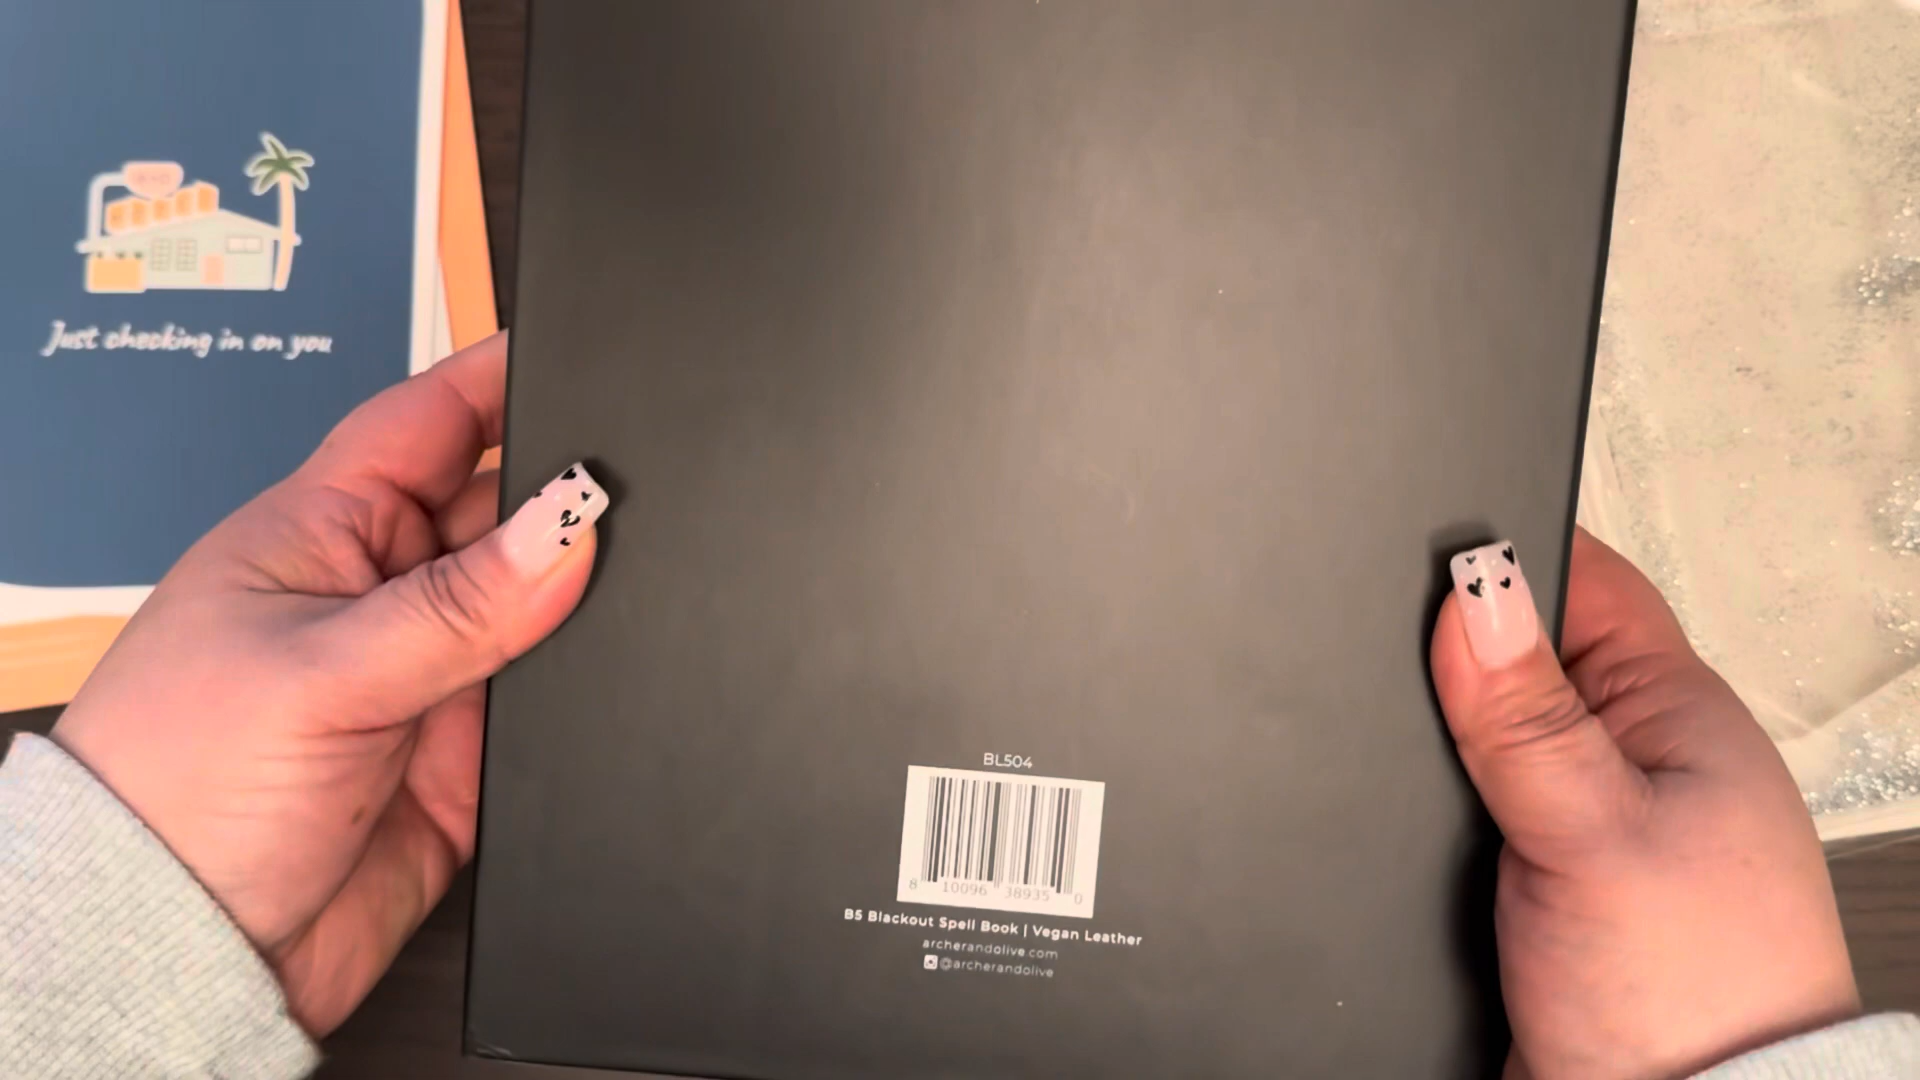 Just checking in on you
BL504
8 10096 38935 0
B5 Blackout Spell Book | Vegan Leather
archerandolive.com
@archerandolive